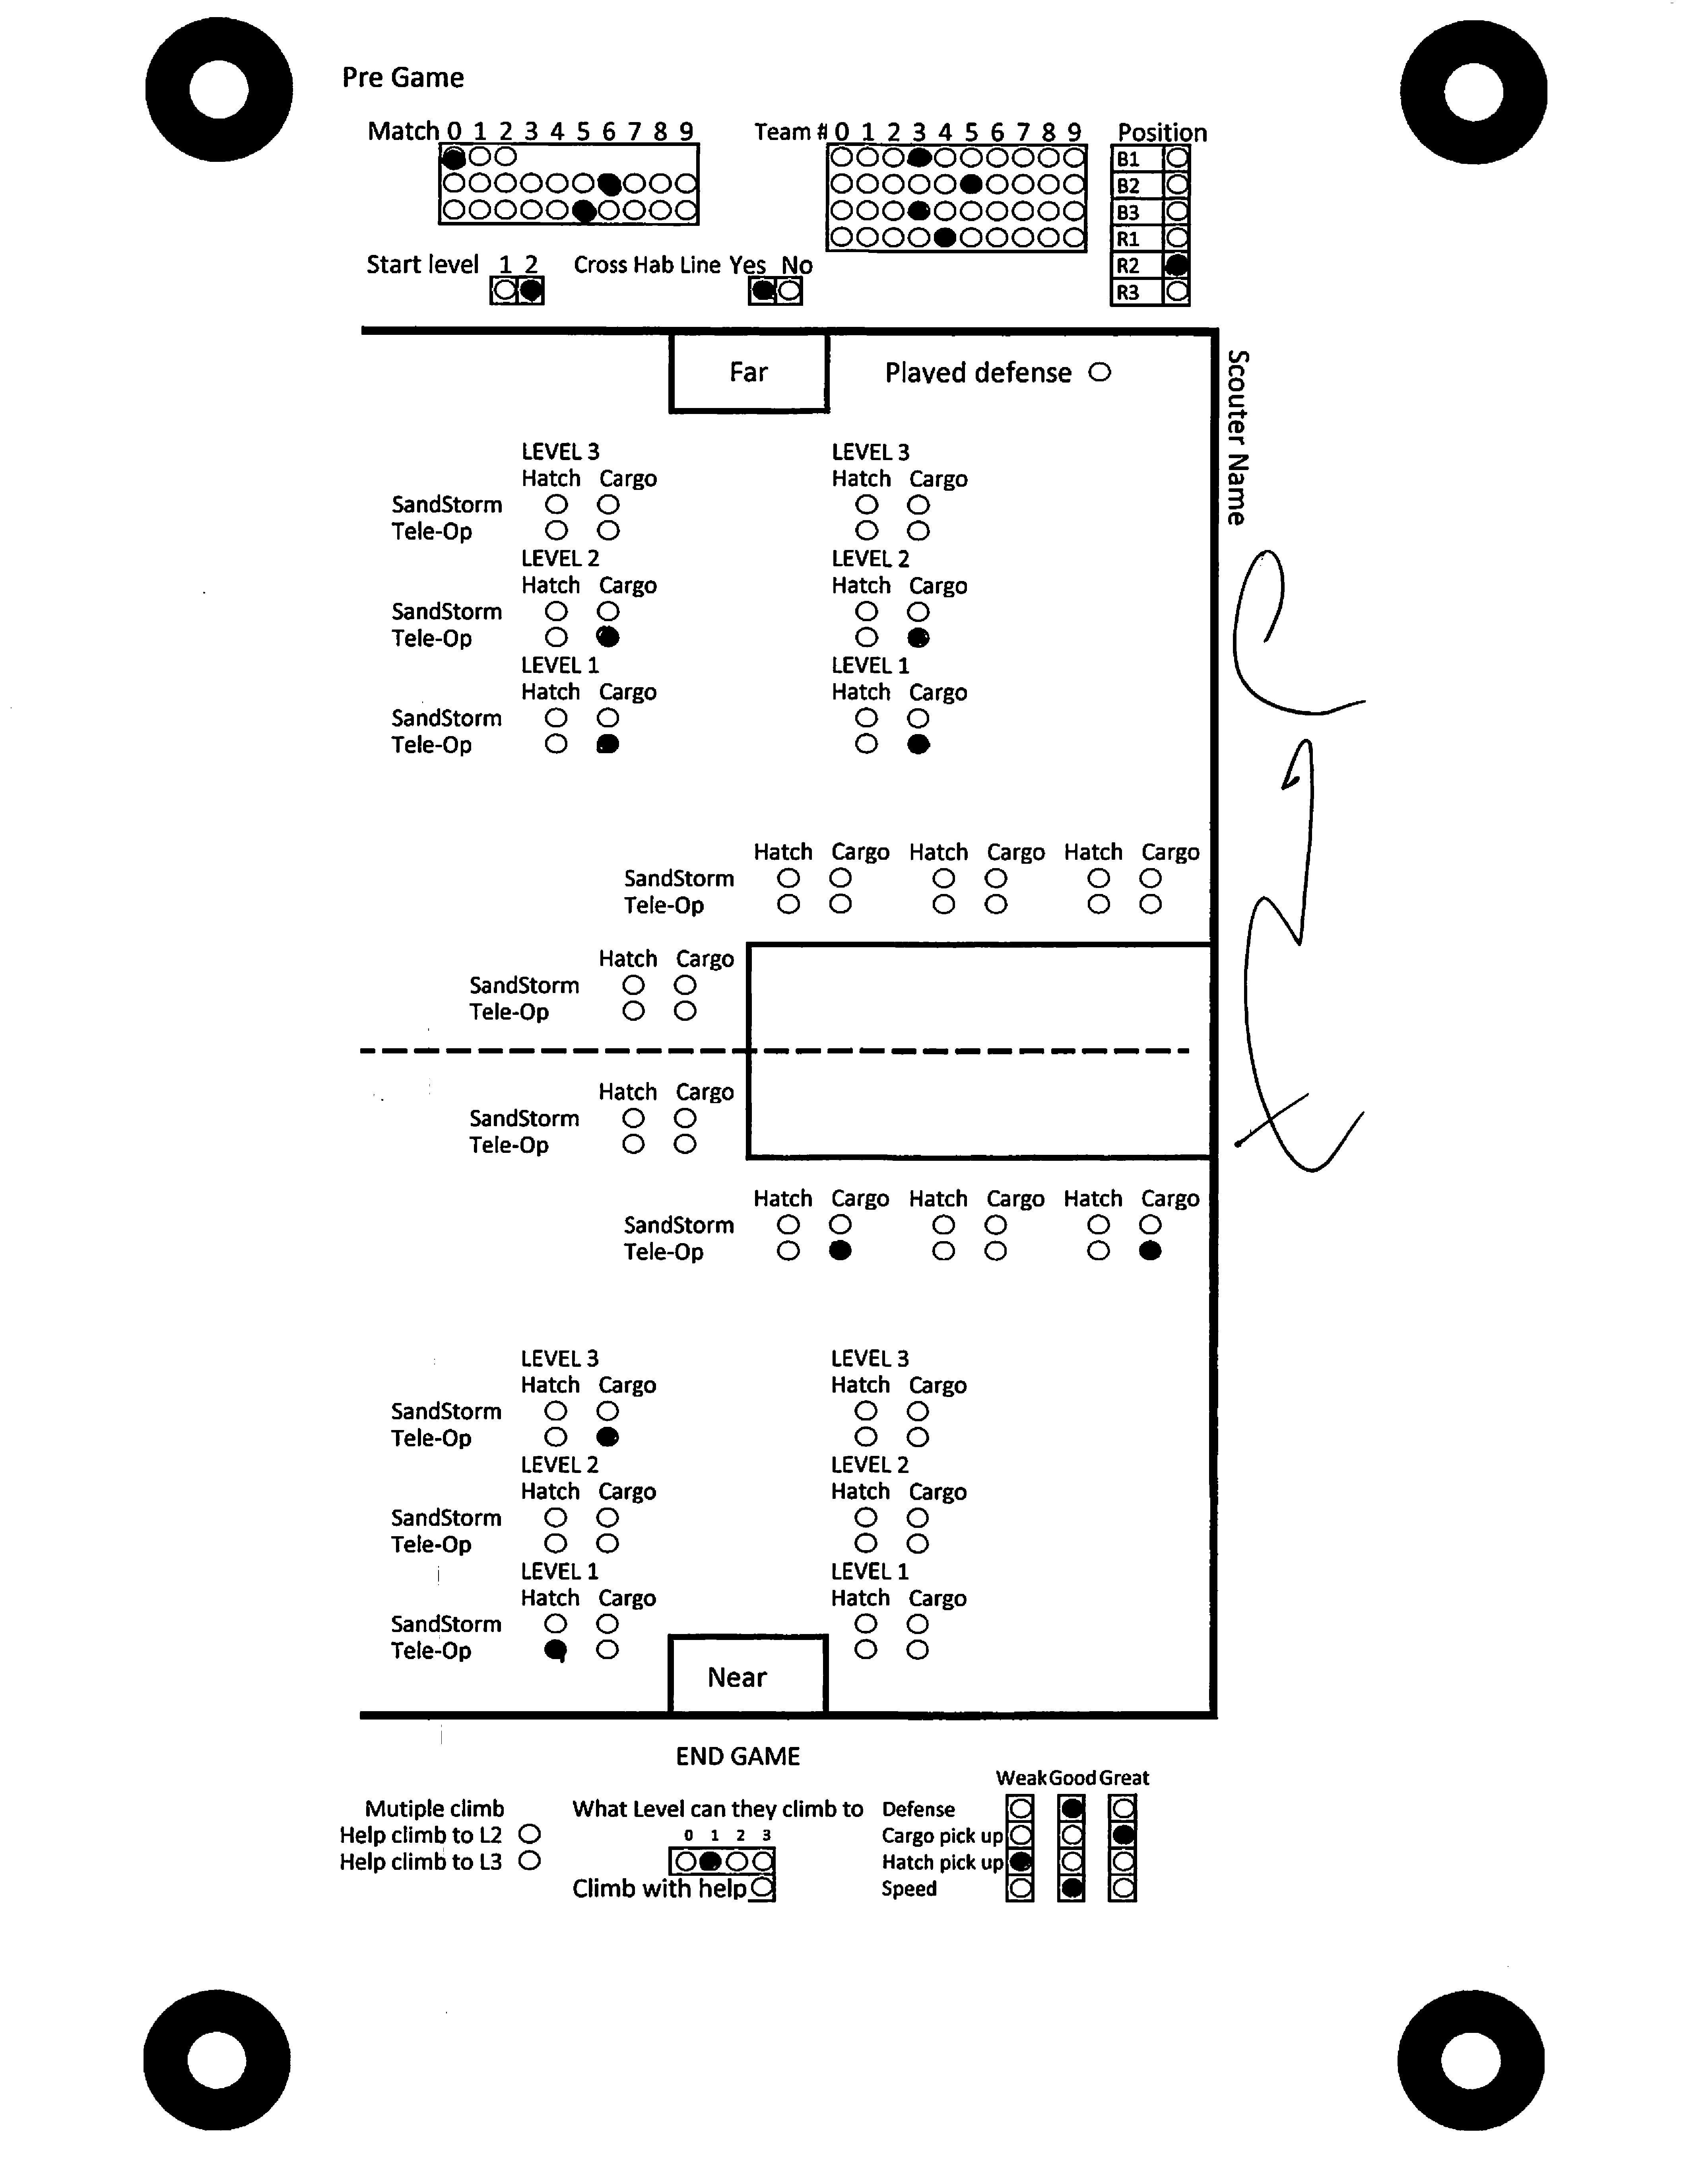 Pre Game
Match 0 1 2 3 4 5 6 7 8 9
Team # 0 1 2 3 4 5 6 7 8 9
Position
B1
B2
B3
R1
R2
R3
Start level 1 2
Cross Hab Line Yes No
Far
Played defense
Scouter Name
LEVEL 3 LEVEL 3
Hatch Cargo Hatch Cargo
SandStorm
Tele-Op
LEVEL 2 LEVEL 2
Hatch Cargo Hatch Cargo
SandStorm
Tele-Op
LEVEL 1 LEVEL 1
Hatch Cargo Hatch Cargo
SandStorm
Tele-Op
Hatch Cargo Hatch Cargo Hatch Cargo
SandStorm
Tele-Op
Hatch Cargo
SandStorm
Tele-Op
Hatch Cargo
SandStorm
Tele-Op
Hatch Cargo Hatch Cargo Hatch Cargo
SandStorm
Tele-Op
LEVEL 3 LEVEL 3
Hatch Cargo Hatch Cargo
SandStorm
Tele-Op
LEVEL 2 LEVEL 2
Hatch Cargo Hatch Cargo
SandStorm
Tele-Op
LEVEL 1 LEVEL 1
Hatch Cargo Hatch Cargo
SandStorm
Tele-Op
Near
END GAME
Mutiple climb
Help climb to L2
Help climb to L3
What Level can they climb to
0 1 2 3
Climb with help
Weak Good Great
Defense
Cargo pick up
Hatch pick up
Speed